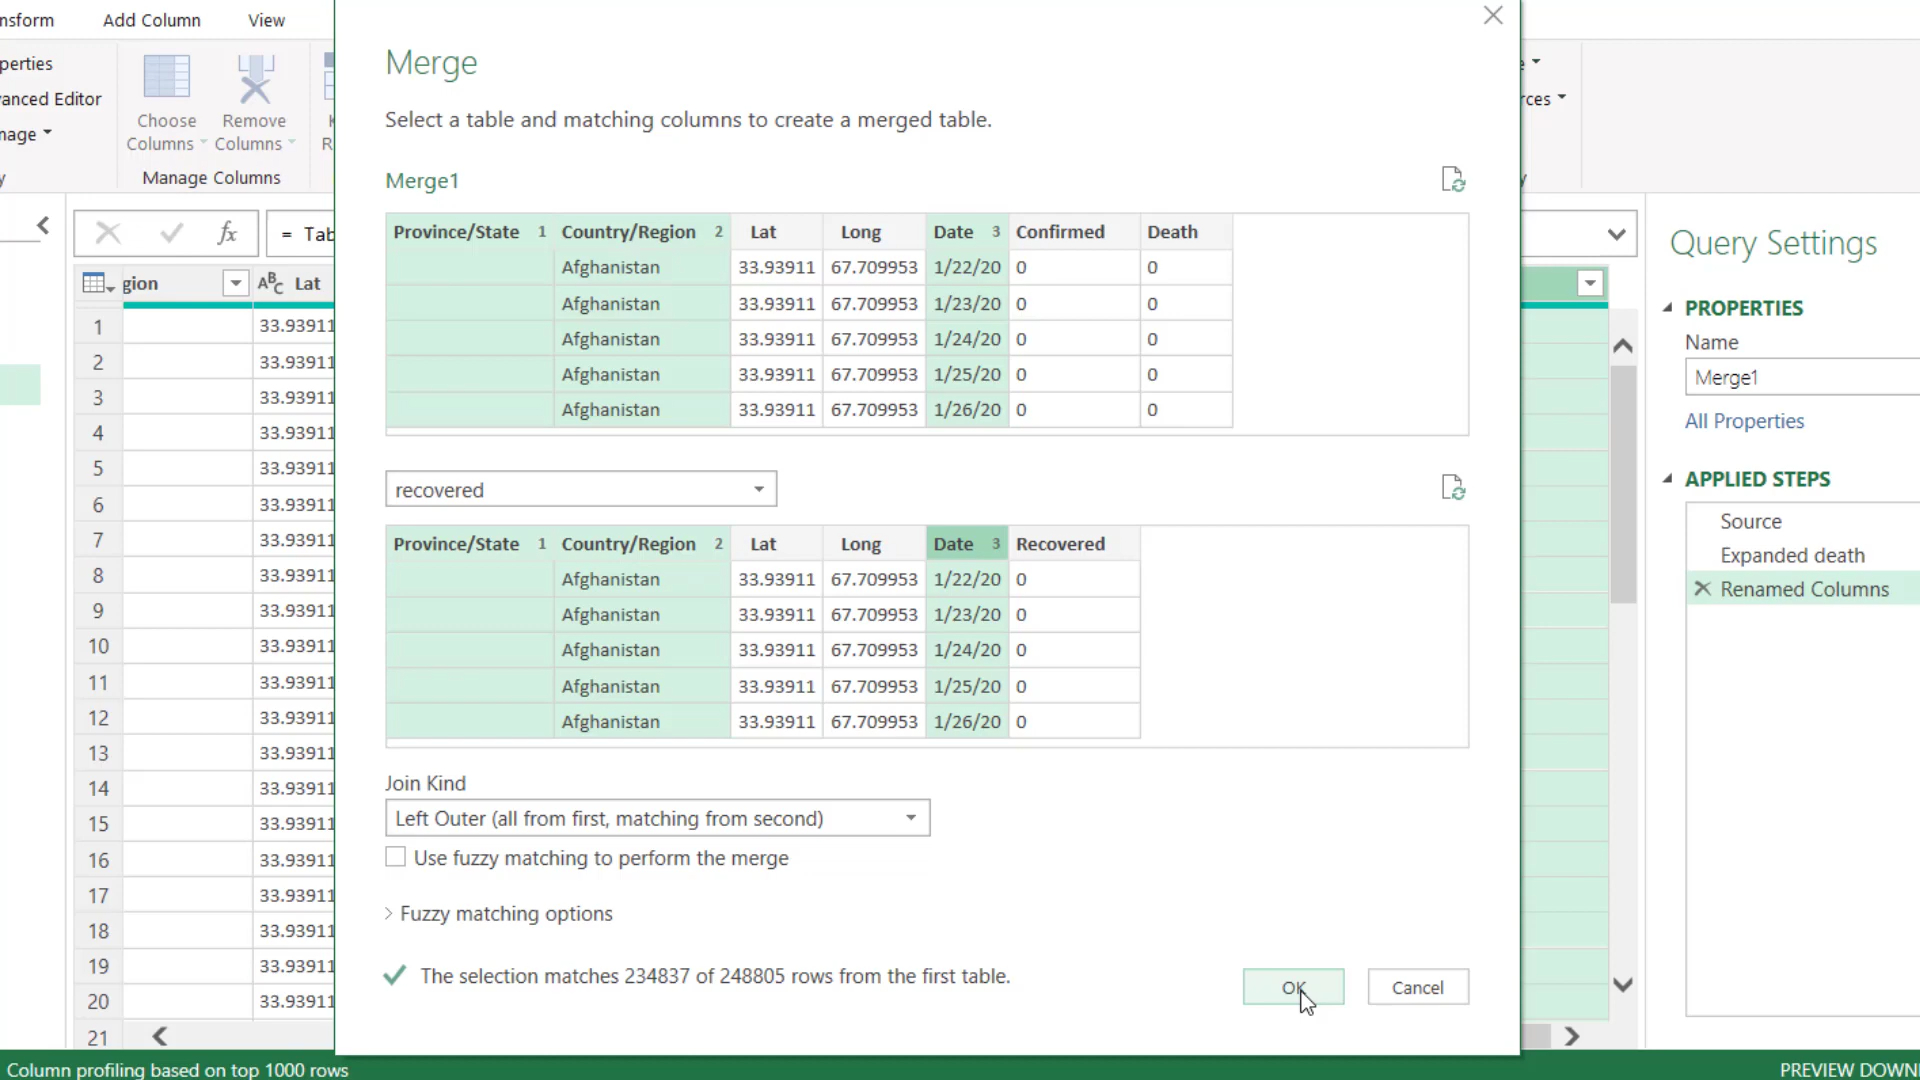 nsform Add Column View
perties
vanced Editor
nage
Choose Columns
Remove Columns
Manage Columns
= Tab
gion
ABC Lat
1 33.93911
2 33.93911
3 33.93911
4 33.93911
5 33.93911
6 33.93911
7 33.93911
8 33.93911
9 33.93911
10 33.93911
11 33.93911
12 33.93911
13 33.93911
14 33.93911
15 33.93911
16 33.93911
17 33.93911
18 33.93911
19 33.93911
20 33.93911
21
Merge
Select a table and matching columns to create a merged table.
Merge1
Province/State 1 Country/Region 2 Lat Long Date 3 Confirmed Death
Afghanistan 33.93911 67.709953 1/22/20 0 0
Afghanistan 33.93911 67.709953 1/23/20 0 0
Afghanistan 33.93911 67.709953 1/24/20 0 0
Afghanistan 33.93911 67.709953 1/25/20 0 0
Afghanistan 33.93911 67.709953 1/26/20 0 0
recovered
Province/State 1 Country/Region 2 Lat Long Date 3 Recovered
Afghanistan 33.93911 67.709953 1/22/20 0
Afghanistan 33.93911 67.709953 1/23/20 0
Afghanistan 33.93911 67.709953 1/24/20 0
Afghanistan 33.93911 67.709953 1/25/20 0
Afghanistan 33.93911 67.709953 1/26/20 0
Join Kind
Left Outer (all from first, matching from second)
Use fuzzy matching to perform the merge
Fuzzy matching options
The selection matches 234837 of 248805 rows from the first table.
OK Cancel
rces
Query Settings
PROPERTIES
Name
Merge1
All Properties
APPLIED STEPS
Source
Expanded death
Renamed Columns
Column profiling based on top 1000 rows
PREVIEW DOWN